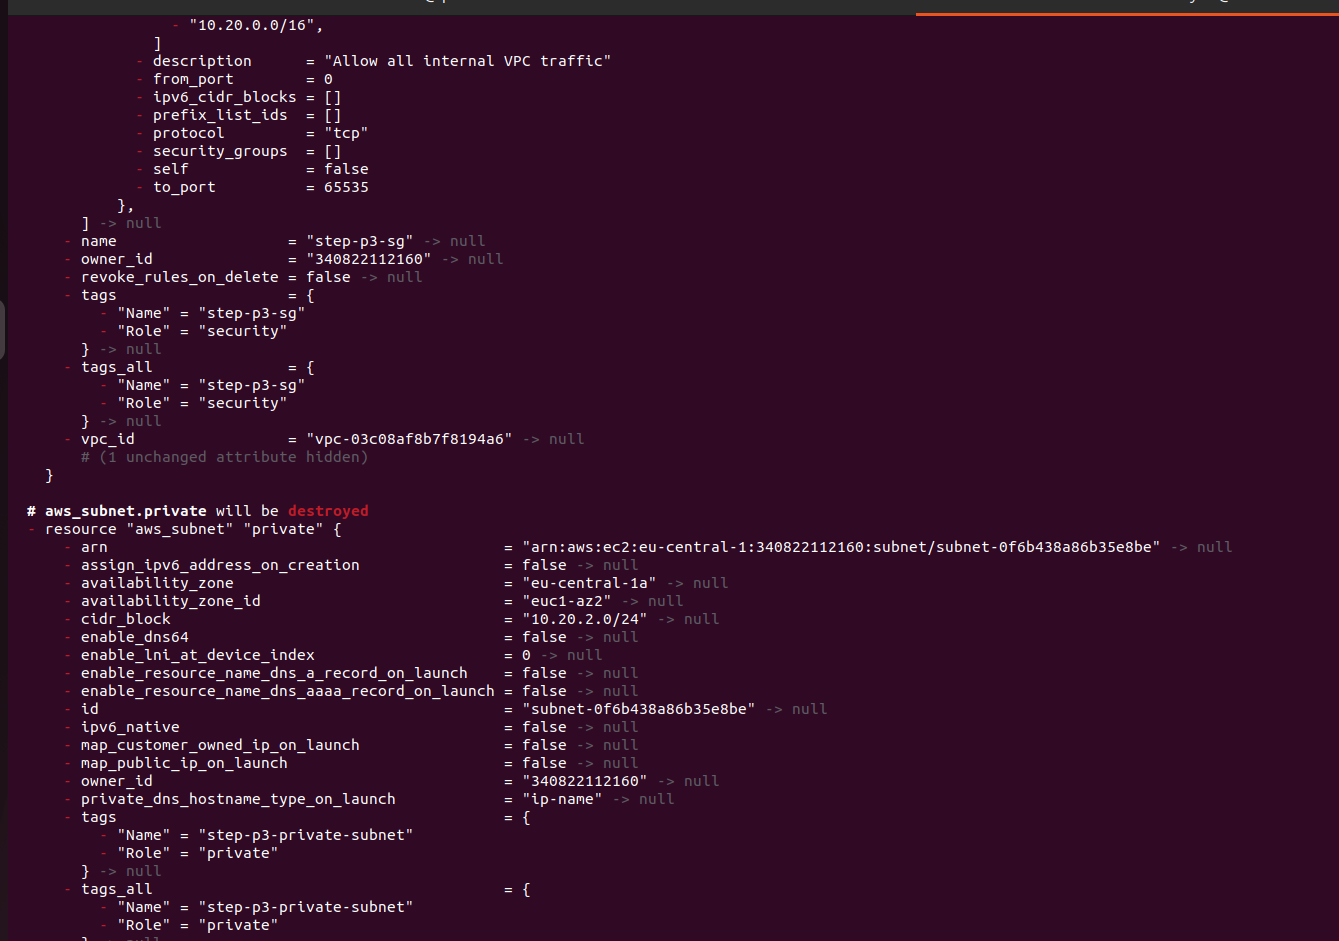 - "10.20.0.0/16",
]
- description      = "Allow all internal VPC traffic"
- from_port        = 0
- ipv6_cidr_blocks = []
- prefix_list_ids  = []
- protocol         = "tcp"
- security_groups  = []
- self             = false
- to_port          = 65535
},
] -> null
- name                   = "step-p3-sg" -> null
- owner_id               = "340822112160" -> null
- revoke_rules_on_delete = false -> null
- tags                   = {
- "Name" = "step-p3-sg"
- "Role" = "security"
} -> null
- tags_all               = {
- "Name" = "step-p3-sg"
- "Role" = "security"
} -> null
- vpc_id                 = "vpc-03c08af8b7f8194a6" -> null
# (1 unchanged attribute hidden)
}
# aws_subnet.private will be destroyed
- resource "aws_subnet" "private" {
- arn                                            = "arn:aws:ec2:eu-central-1:340822112160:subnet/subnet-0f6b438a86b35e8be" -> null
- assign_ipv6_address_on_creation                = false -> null
- availability_zone                              = "eu-central-1a" -> null
- availability_zone_id                           = "euc1-az2" -> null
- cidr_block                                     = "10.20.2.0/24" -> null
- enable_dns64                                   = false -> null
- enable_lni_at_device_index                     = 0 -> null
- enable_resource_name_dns_a_record_on_launch    = false -> null
- enable_resource_name_dns_aaaa_record_on_launch = false -> null
- id                                             = "subnet-0f6b438a86b35e8be" -> null
- ipv6_native                                    = false -> null
- map_customer_owned_ip_on_launch                = false -> null
- map_public_ip_on_launch                        = false -> null
- owner_id                                       = "340822112160" -> null
- private_dns_hostname_type_on_launch            = "ip-name" -> null
- tags                                           = {
- "Name" = "step-p3-private-subnet"
- "Role" = "private"
} -> null
- tags_all                                       = {
- "Name" = "step-p3-private-subnet"
- "Role" = "private"
} -> null